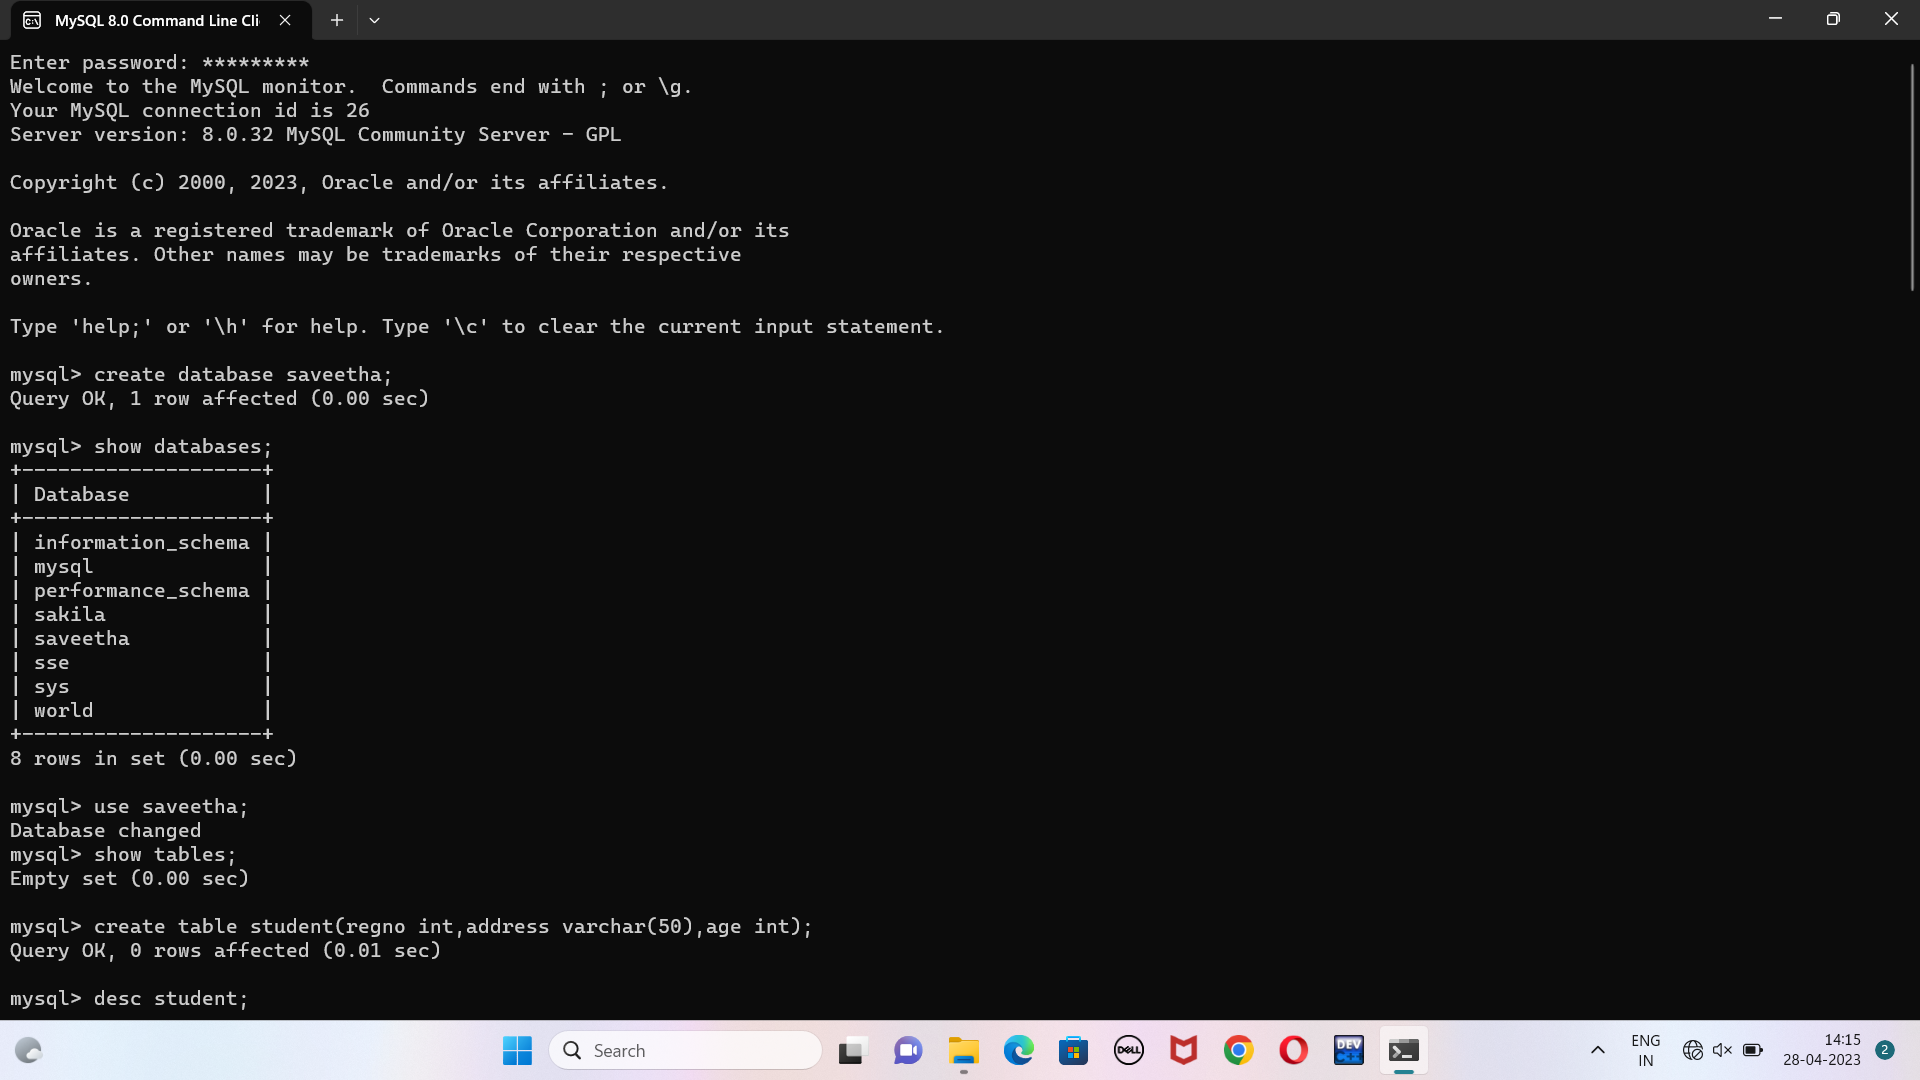 MySQL 8.0 Command Line Cli
Enter password: *********
Welcome to the MySQL monitor.  Commands end with ; or \g.
Your MySQL connection id is 26
Server version: 8.0.32 MySQL Community Server - GPL
Copyright (c) 2000, 2023, Oracle and/or its affiliates.
Oracle is a registered trademark of Oracle Corporation and/or its
affiliates. Other names may be trademarks of their respective
owners.
Type 'help;' or '\h' for help. Type '\c' to clear the current input statement.
mysql> create database saveetha;
Query OK, 1 row affected (0.00 sec)
mysql> show databases;
+--------------------+
| Database           |
+--------------------+
| information_schema |
| mysql              |
| performance_schema |
| sakila             |
| saveetha           |
| sse                |
| sys                |
| world              |
+--------------------+
8 rows in set (0.00 sec)
mysql> use saveetha;
Database changed
mysql> show tables;
Empty set (0.00 sec)
mysql> create table student(regno int,address varchar(50),age int);
Query OK, 0 rows affected (0.01 sec)
mysql> desc student;
Search
DELL
DEV
C++
ENG
IN
14:15
28-04-2023
2